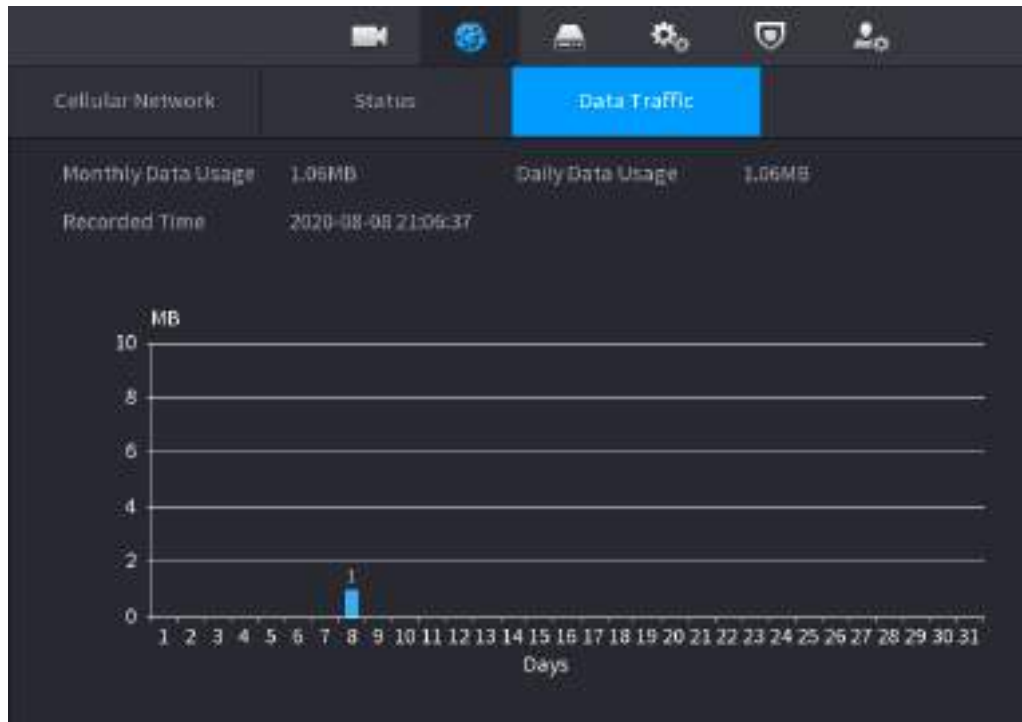 Cellular Network Status Data Traffic
Monthly Data Usage 1.06MB Daily Data Usage 1.06MB
Recorded Time 2020-08-08 21:06:37
MB
10
8
6
4
2
1
0
1 2 3 4 5 6 7 8 9 10 11 12 13 14 15 16 17 18 19 20 21 22 23 24 25 26 27 28 29 30 31
Days